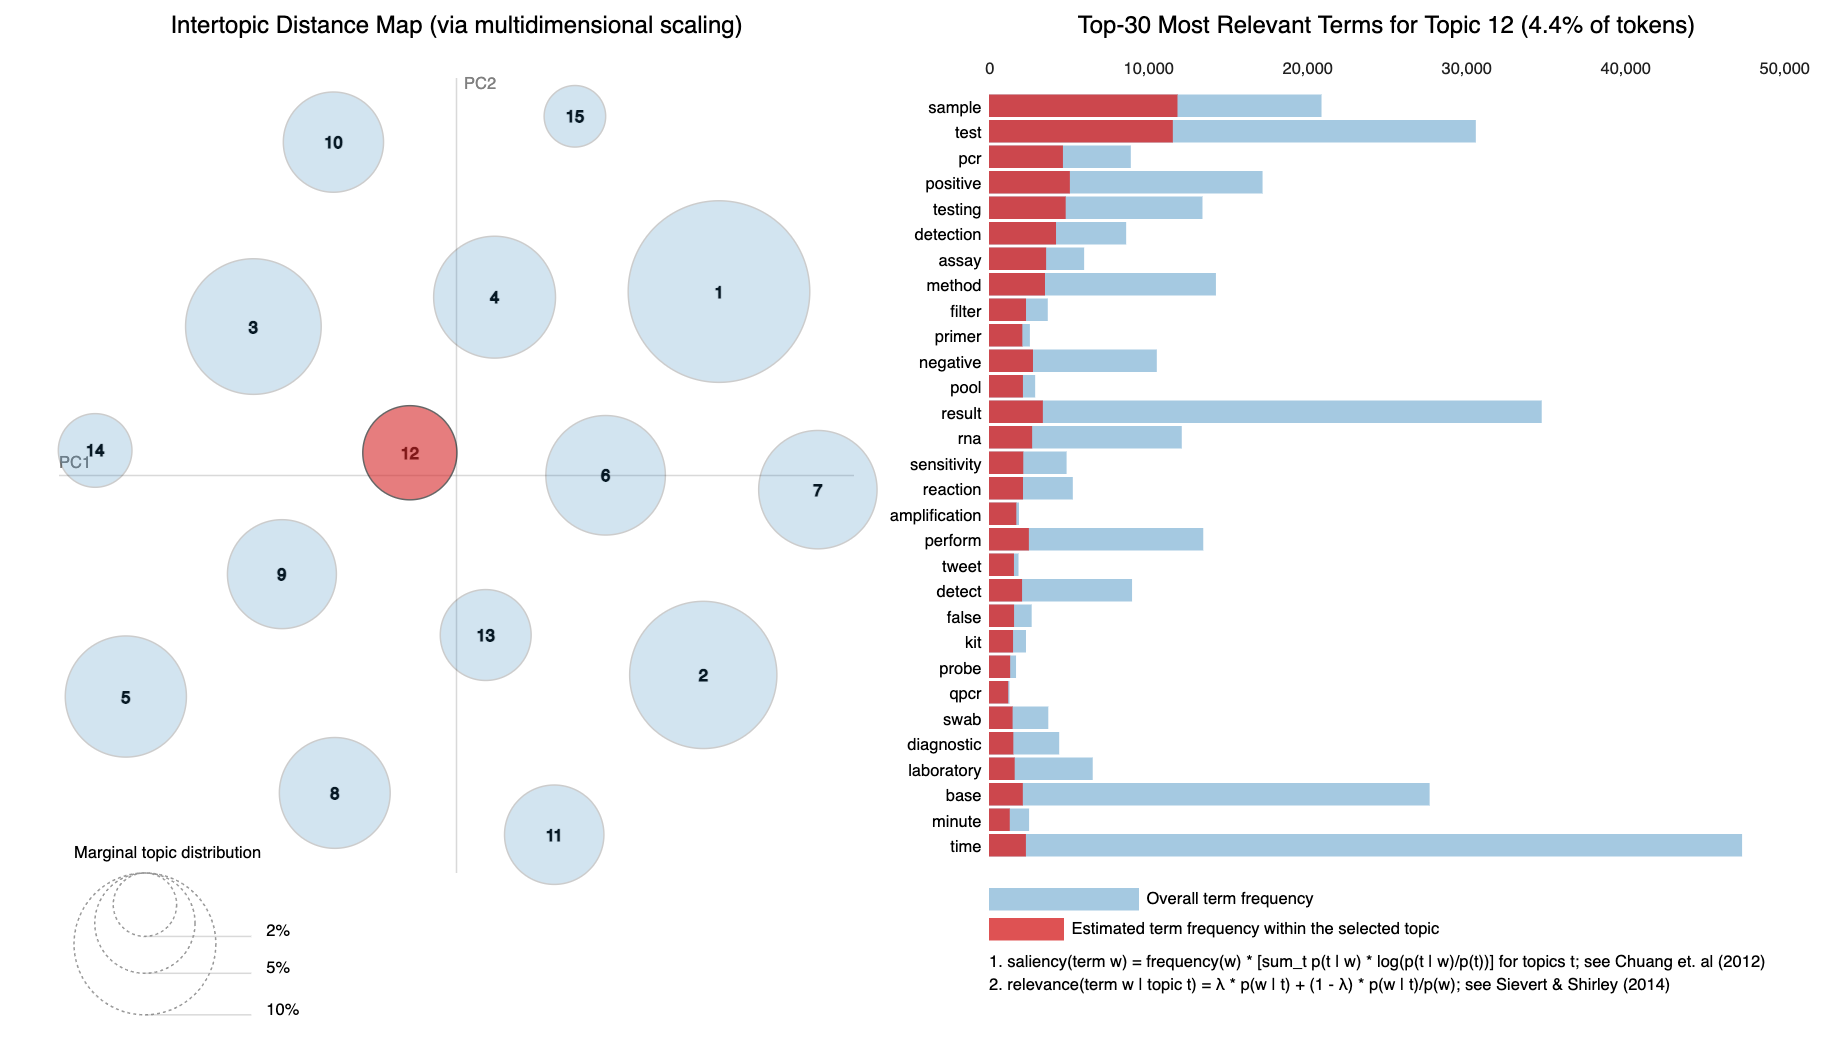 Intertopic Distance Map (via multidimensional scaling)
PC2
10
15
4
1
3
14
PC1
12
6
7
9
13
2
5
8
11
Marginal topic distribution
2%
5%
10%
Top-30 Most Relevant Terms for Topic 12 (4.4% of tokens)
0 10,000 20,000 30,000 40,000 50,000
sample
test
pcr
positive
testing
detection
assay
method
filter
primer
negative
pool
result
rna
sensitivity
reaction
amplification
perform
tweet
detect
false
kit
probe
qpcr
swab
diagnostic
laboratory
base
minute
time
Overall term frequency
Estimated term frequency within the selected topic
1. saliency(term w) = frequency(w) * [sum_t p(t | w) * log(p(t | w)/p(t))] for topics t; see Chuang et. al (2012)
2. relevance(term w | topic t) = λ * p(w | t) + (1 - λ) * p(w | t)/p(w); see Sievert & Shirley (2014)